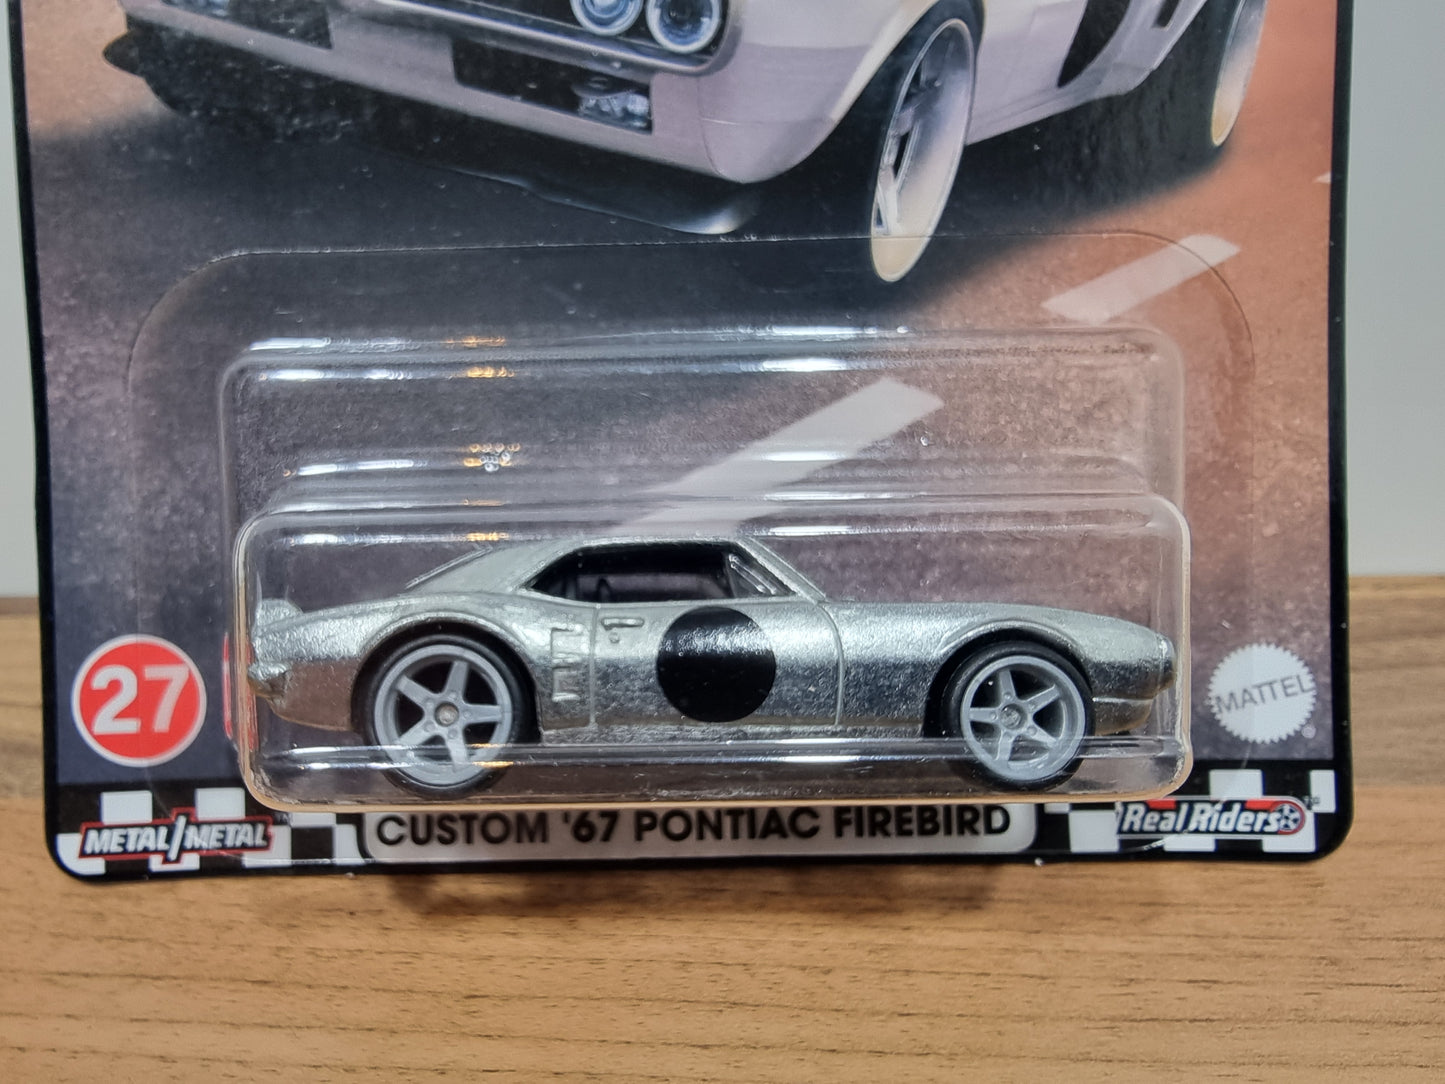 27
MATTEL
METAL/METAL
CUSTOM '67 PONTIAC FIREBIRD
Real Riders